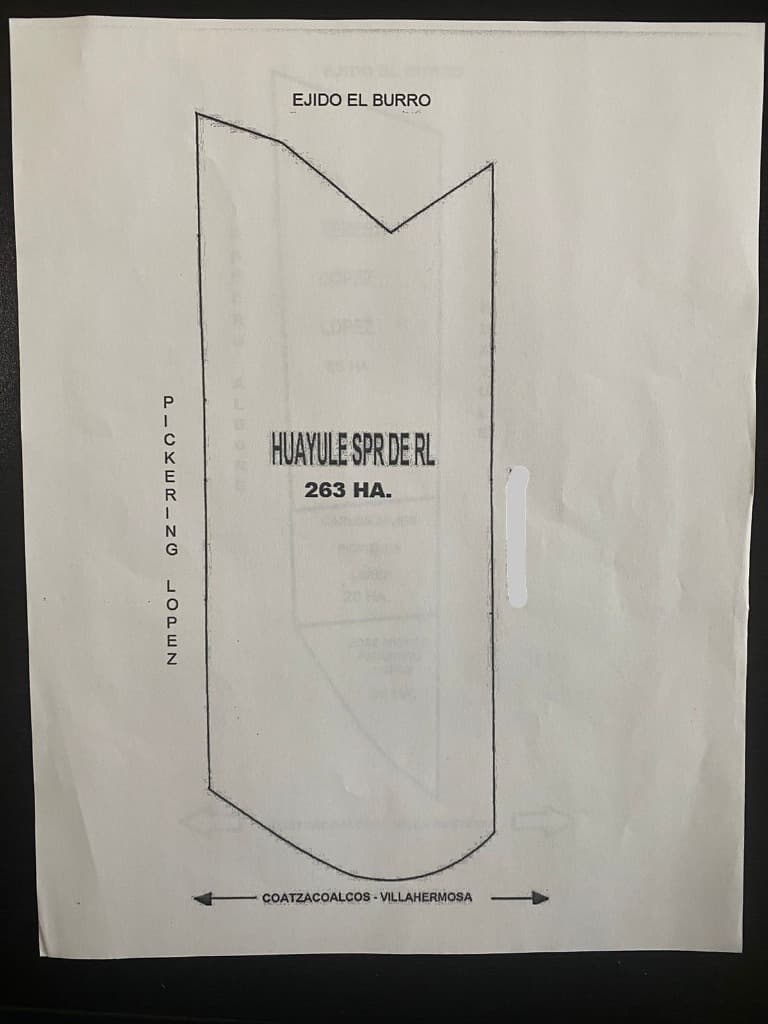 EJIDO EL BURRO
HUAYULE SPR DE RL
263 HA.
PICKERING LOPEZ
COATZACOALCOS - VILLAHERMOSA